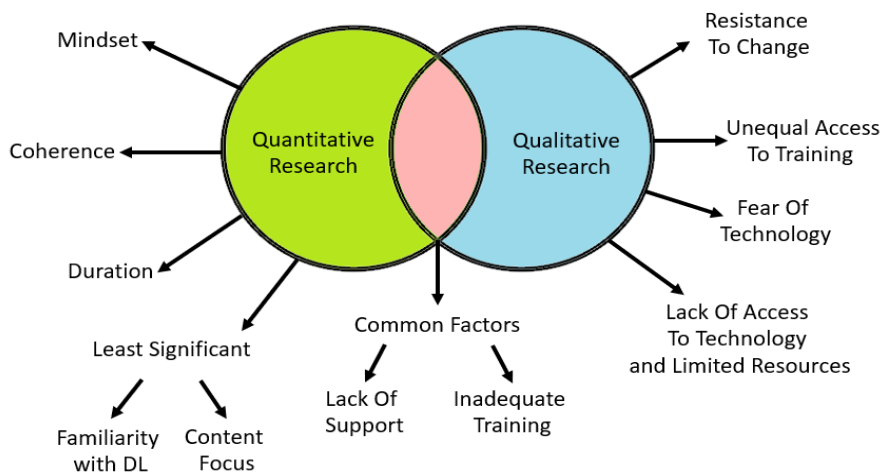 Mindset
Coherence
Duration
Least Significant
Familiarity
with DL
Content
Focus
Quantitative
Research
Qualitative
Research
Common Factors
Lack Of
Support
Inadequate
Training
Resistance
To Change
Unequal Access
To Training
Fear Of
Technology
Lack Of Access
To Technology
and Limited Resources